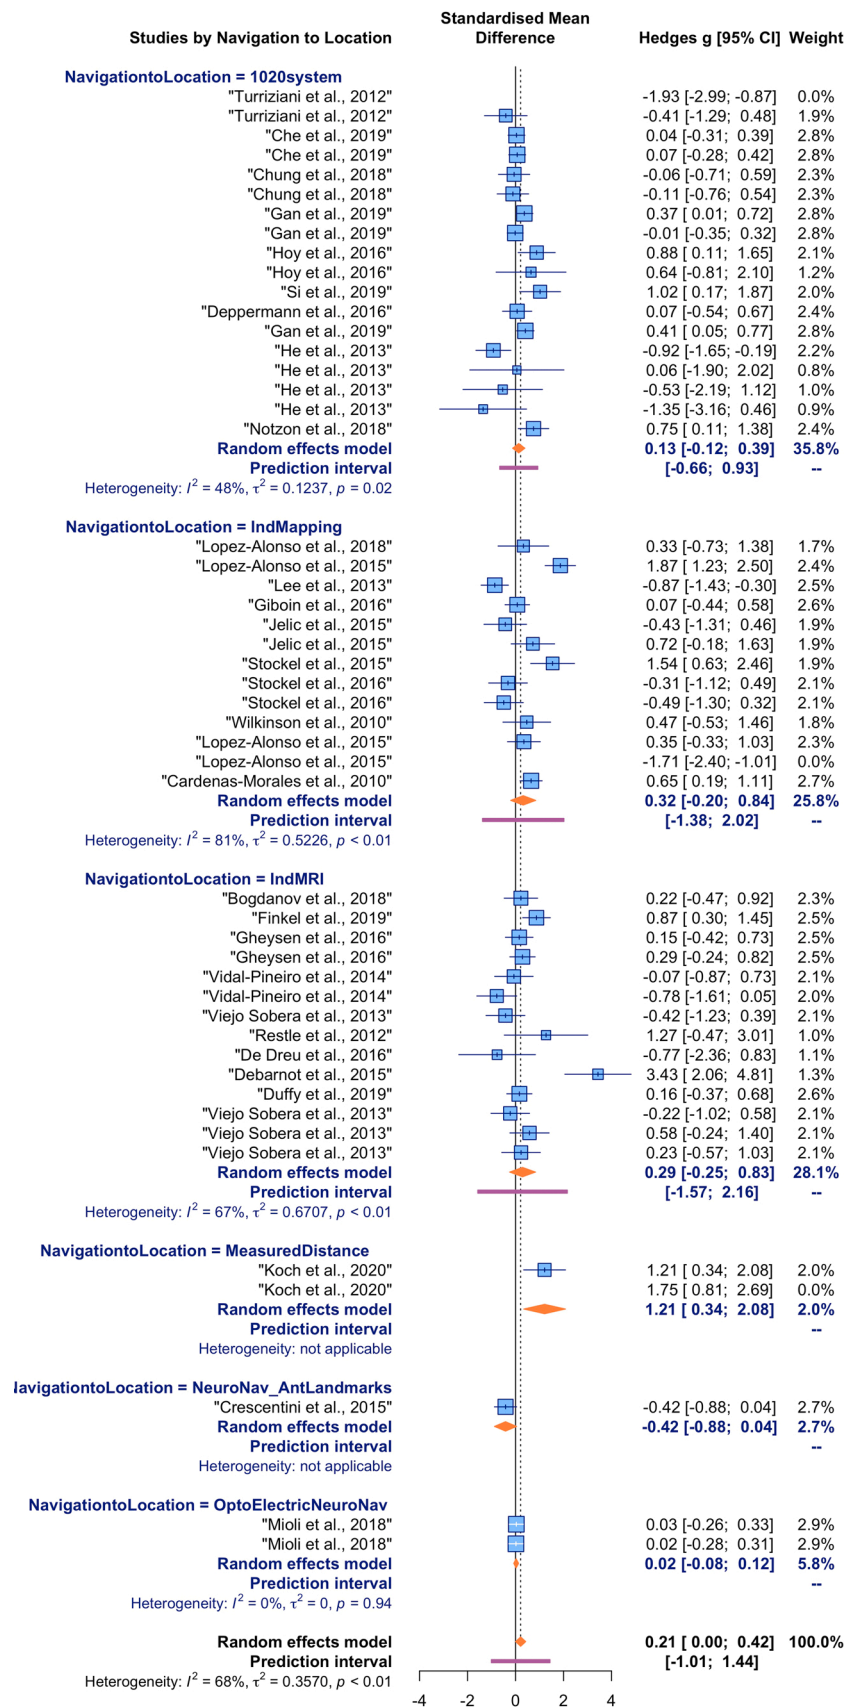 Standardised Mean
Studies by Navigation to Location Difference Hedges g [95% CI] Weight
NavigationtoLocation = 1020system
"Turriziani et al., 2012" -1.93 [-2.99; -0.87] 0.0%
"Turriziani et al., 2012" -0.41 [-1.29; 0.48] 1.9%
"Che et al., 2019" 0.04 [-0.31; 0.39] 2.8%
"Che et al., 2019" 0.07 [-0.28; 0.42] 2.8%
"Chung et al., 2018" -0.06 [-0.71; 0.59] 2.3%
"Chung et al., 2018" -0.11 [-0.76; 0.54] 2.3%
"Gan et al., 2019" 0.37 [ 0.01; 0.72] 2.8%
"Gan et al., 2019" -0.01 [-0.35; 0.32] 2.8%
"Hoy et al., 2016" 0.88 [ 0.11; 1.65] 2.1%
"Hoy et al., 2016" 0.64 [-0.81; 2.10] 1.2%
"Si et al., 2019" 1.02 [ 0.17; 1.87] 2.0%
"Deppermann et al., 2016" 0.07 [-0.54; 0.67] 2.4%
"Gan et al., 2019" 0.41 [ 0.05; 0.77] 2.8%
"He et al., 2013" -0.92 [-1.65; -0.19] 2.2%
"He et al., 2013" 0.06 [-1.90; 2.02] 0.8%
"He et al., 2013" -0.53 [-2.19; 1.12] 1.0%
"He et al., 2013" -1.35 [-3.16; 0.46] 0.9%
"Notzon et al., 2018" 0.75 [ 0.11; 1.38] 2.4%
Random effects model 0.13 [-0.12; 0.39] 35.8%
Prediction interval [-0.66; 0.93] --
Heterogeneity: I² = 48%, τ² = 0.1237, p = 0.02
NavigationtoLocation = IndMapping
"Lopez-Alonso et al., 2018" 0.33 [-0.73; 1.38] 1.7%
"Lopez-Alonso et al., 2015" 1.87 [ 1.23; 2.50] 2.4%
"Lee et al., 2013" -0.87 [-1.43; -0.30] 2.5%
"Giboin et al., 2016" 0.07 [-0.44; 0.58] 2.6%
"Jelic et al., 2015" -0.43 [-1.31; 0.46] 1.9%
"Jelic et al., 2015" 0.72 [-0.18; 1.63] 1.9%
"Stockel et al., 2015" 1.54 [ 0.63; 2.46] 1.9%
"Stockel et al., 2016" -0.31 [-1.12; 0.49] 2.1%
"Stockel et al., 2016" -0.49 [-1.30; 0.32] 2.1%
"Wilkinson et al., 2010" 0.47 [-0.53; 1.46] 1.8%
"Lopez-Alonso et al., 2015" 0.35 [-0.33; 1.03] 2.3%
"Lopez-Alonso et al., 2015" -1.71 [-2.40; -1.01] 0.0%
"Cardenas-Morales et al., 2010" 0.65 [ 0.19; 1.11] 2.7%
Random effects model 0.32 [-0.20; 0.84] 25.8%
Prediction interval [-1.38; 2.02] --
Heterogeneity: I² = 81%, τ² = 0.5226, p < 0.01
NavigationtoLocation = IndMRI
"Bogdanov et al., 2018" 0.22 [-0.47; 0.92] 2.3%
"Finkel et al., 2019" 0.87 [ 0.30; 1.45] 2.5%
"Gheysen et al., 2016" 0.15 [-0.42; 0.73] 2.5%
"Gheysen et al., 2016" 0.29 [-0.24; 0.82] 2.5%
"Vidal-Pineiro et al., 2014" -0.07 [-0.87; 0.73] 2.1%
"Vidal-Pineiro et al., 2014" -0.78 [-1.61; 0.05] 2.0%
"Viejo Sobera et al., 2013" -0.42 [-1.23; 0.39] 2.1%
"Restle et al., 2012" 1.27 [-0.47; 3.01] 1.0%
"De Dreu et al., 2016" -0.77 [-2.36; 0.83] 1.1%
"Debarnot et al., 2015" 3.43 [ 2.06; 4.81] 1.3%
"Duffy et al., 2019" 0.16 [-0.37; 0.68] 2.6%
"Viejo Sobera et al., 2013" -0.22 [-1.02; 0.58] 2.1%
"Viejo Sobera et al., 2013" 0.58 [-0.24; 1.40] 2.1%
"Viejo Sobera et al., 2013" 0.23 [-0.57; 1.03] 2.1%
Random effects model 0.29 [-0.25; 0.83] 28.1%
Prediction interval [-1.57; 2.16] --
Heterogeneity: I² = 67%, τ² = 0.6707, p < 0.01
NavigationtoLocation = MeasuredDistance
"Koch et al., 2020" 1.21 [ 0.34; 2.08] 2.0%
"Koch et al., 2020" 1.75 [ 0.81; 2.69] 0.0%
Random effects model 1.21 [ 0.34; 2.08] 2.0%
Prediction interval --
Heterogeneity: not applicable
lavigationtoLocation = NeuroNav_AntLandmarks
"Crescentini et al., 2015" -0.42 [-0.88; 0.04] 2.7%
Random effects model -0.42 [-0.88; 0.04] 2.7%
Prediction interval --
Heterogeneity: not applicable
NavigationtoLocation = OptoElectricNeuroNav
"Mioli et al., 2018" 0.03 [-0.26; 0.33] 2.9%
"Mioli et al., 2018" 0.02 [-0.28; 0.31] 2.9%
Random effects model 0.02 [-0.08; 0.12] 5.8%
Prediction interval --
Heterogeneity: I² = 0%, τ² = 0, p = 0.94
Random effects model 0.21 [ 0.00; 0.42] 100.0%
Prediction interval [-1.01; 1.44]
Heterogeneity: I² = 68%, τ² = 0.3570, p < 0.01
-4 -2 0 2 4